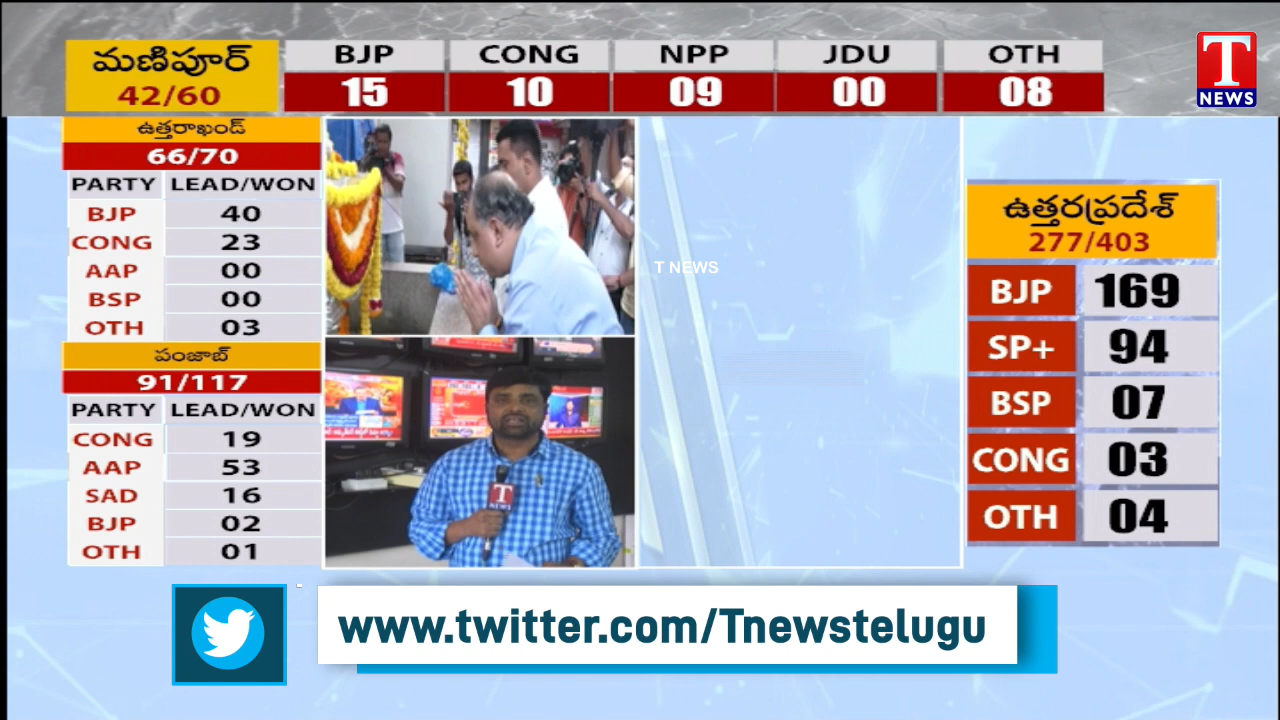 మణిపూర్
42/60
BJP CONG NPP JDU OTH
15 10 09 00 08
T
NEWS
ఉత్తరాఖండ్
66/70
PARTY LEAD/WON
BJP 40
CONG 23
AAP 00
BSP 00
OTH 03
పంజాబ్
91/117
PARTY LEAD/WON
CONG 19
AAP 53
SAD 16
BJP 02
OTH 01
T NEWS
T
NEWS
ఉత్తరప్రదేశ్
277/403
BJP 169
SP+ 94
BSP 07
CONG 03
OTH 04
www.twitter.com/Tnewstelugu